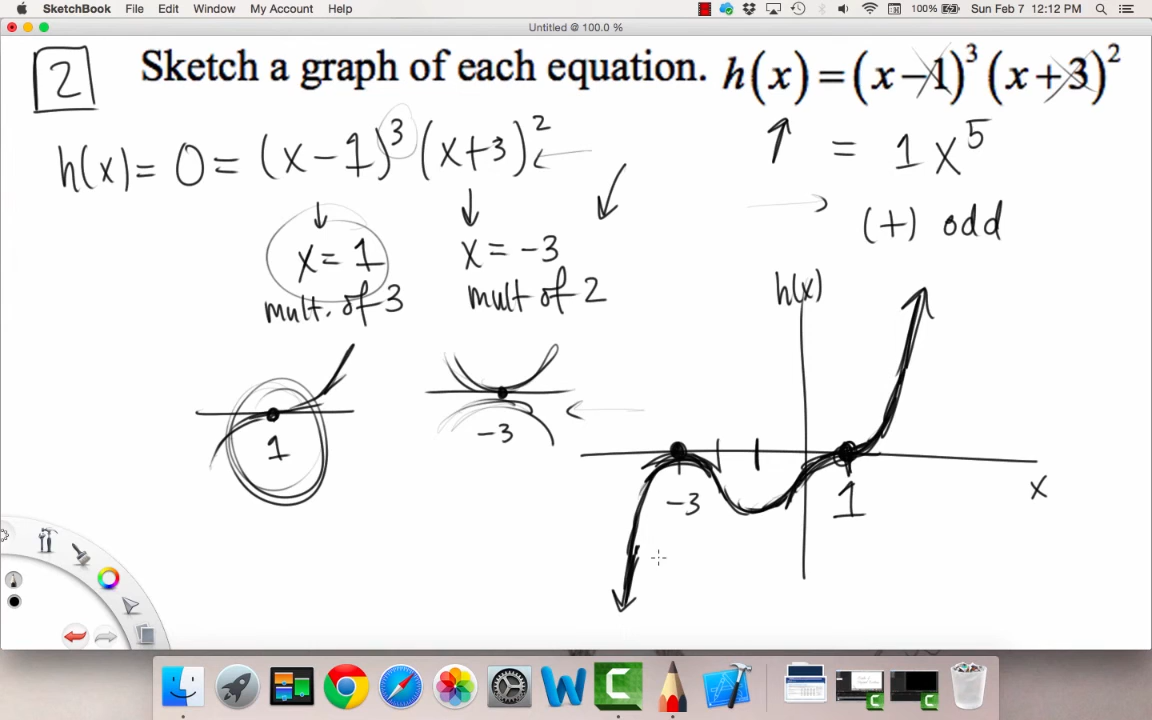 SketchBook File Edit Window My Account Help 100% Sun Feb 7 12:12 PM
Untitled @ 100.0 %
2 Sketch a graph of each equation. h(x) = (x−1)³(x+3)²
h(x) = 0 = (x−1)³(x+3)²
= 1x⁵
(+) odd
x = 1
x = −3
mult. of 3
mult of 2
h(x)
1
−3
−3
1
x